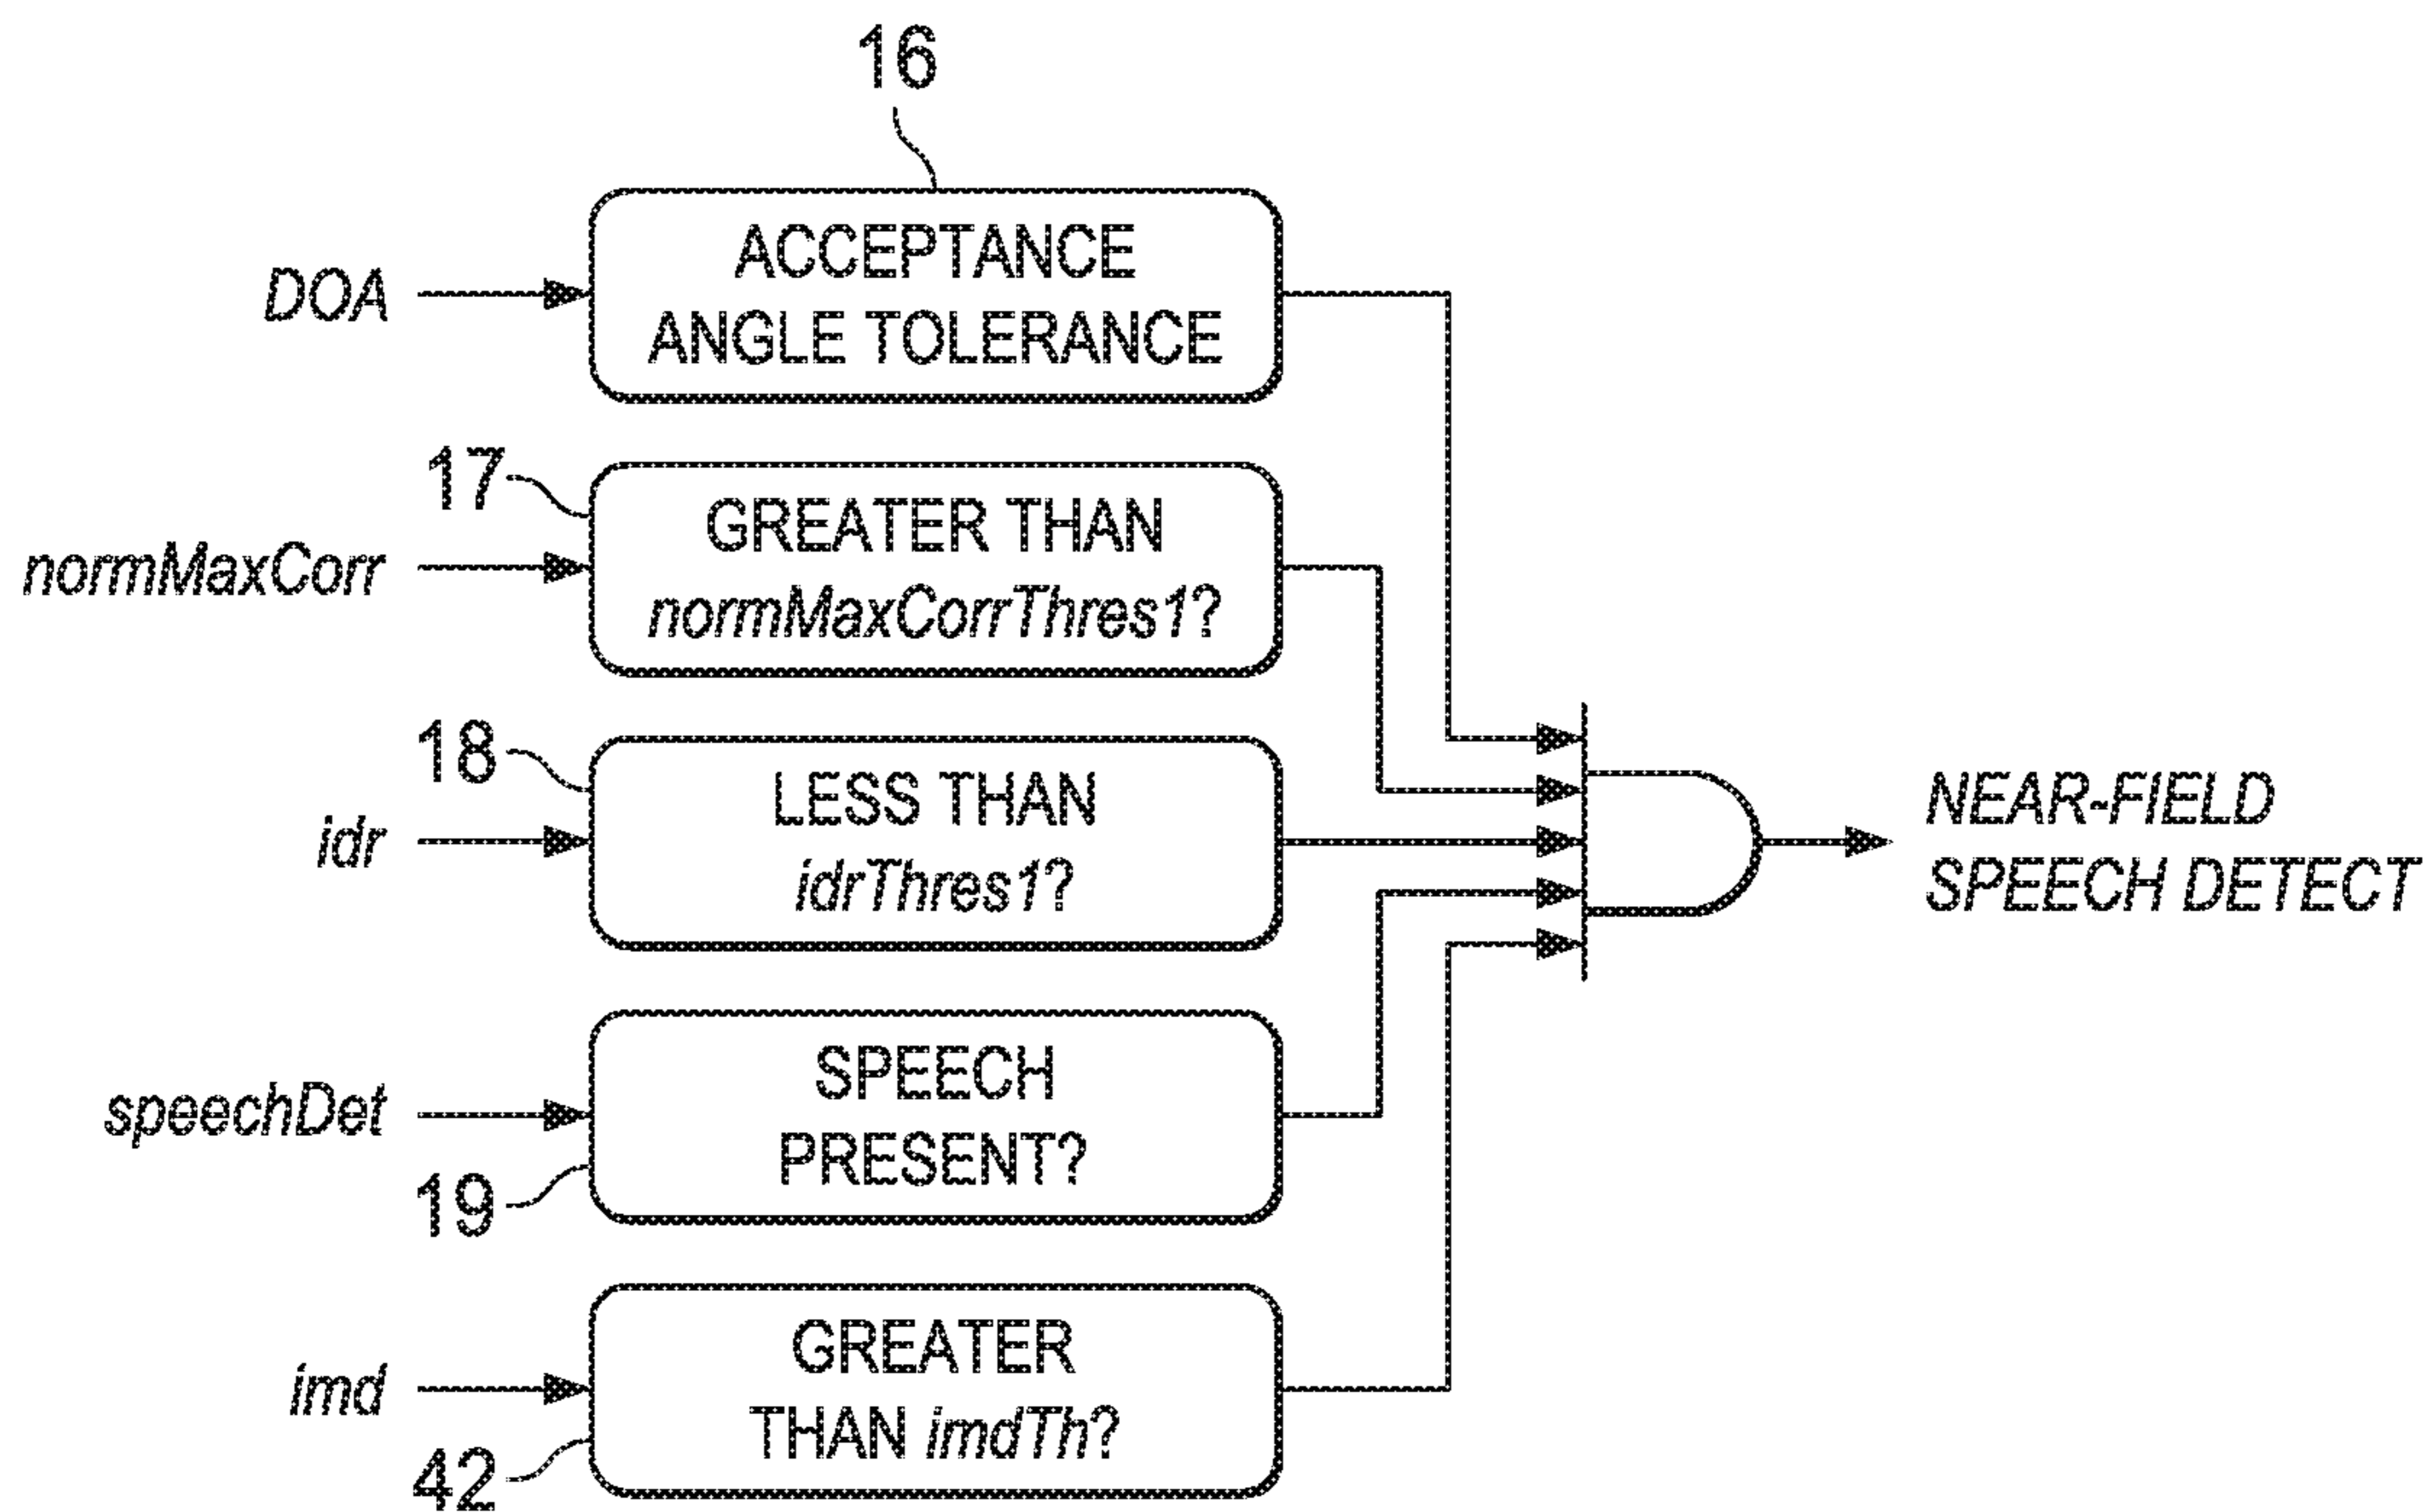 16
ACCEPTANCE
ANGLE TOLERANCE
DOA
17
GREATER THAN
normMaxCorrThres1?
normMaxCorr
18
LESS THAN
idrThres1?
idr
NEAR-FIELD
SPEECH DETECT
SPEECH
PRESENT?
speechDet
19
GREATER
THAN imdTh?
imd
42